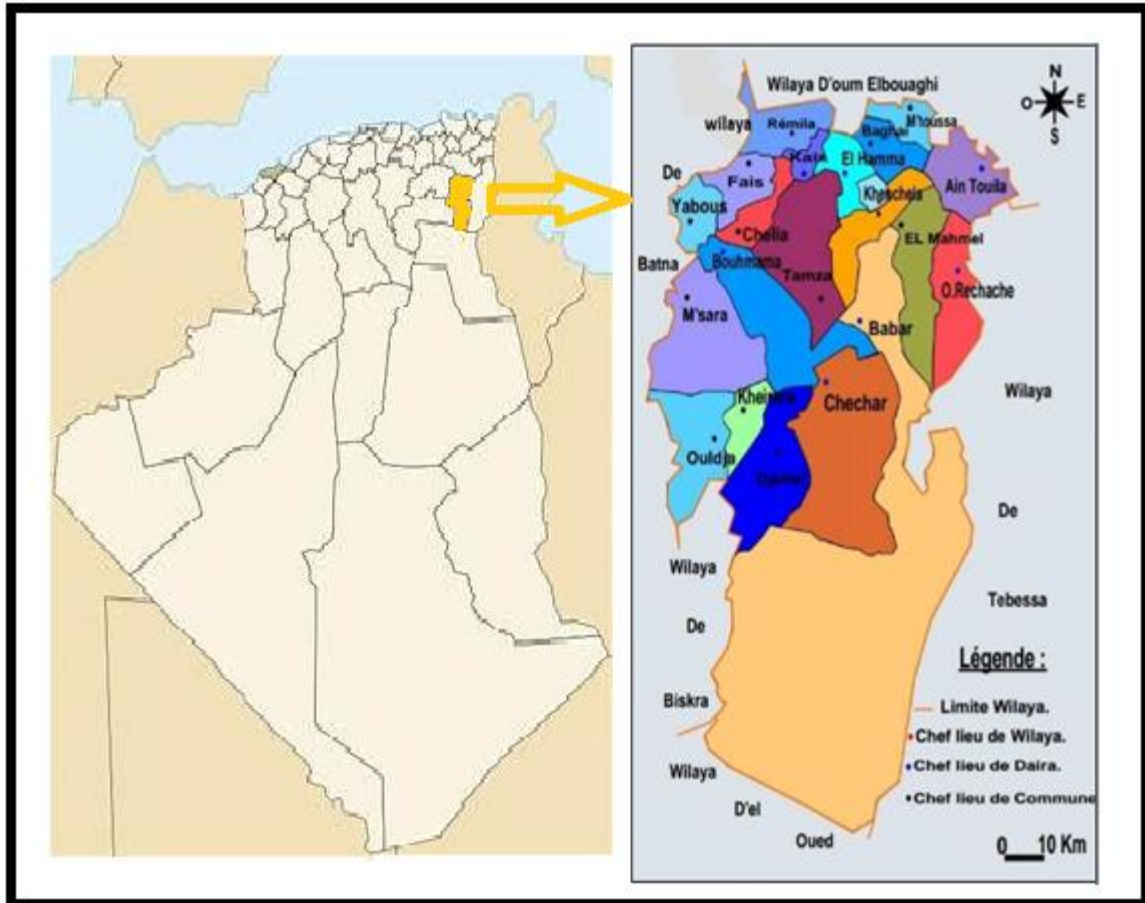 Wilaya D'oum Elbouaghi
N
O E
S
wilaya
Rémila
M'toussa
Baghai
Kais
El Hamma
De
Fais
Ain Touila
Yabous
Chelia
EL Mahmel
Batna
Bouhmama
Tamza
O.Rechache
M'sara
Babar
Wilaya
Chechar
Ouldja
De
Wilaya
Tebessa
De
Légende :
Biskra
Limite Wilaya.
Chef lieu de Wilaya.
Wilaya
Chef lieu de Daira.
D'el
Chef lieu de Commune
Oued
0 10 Km